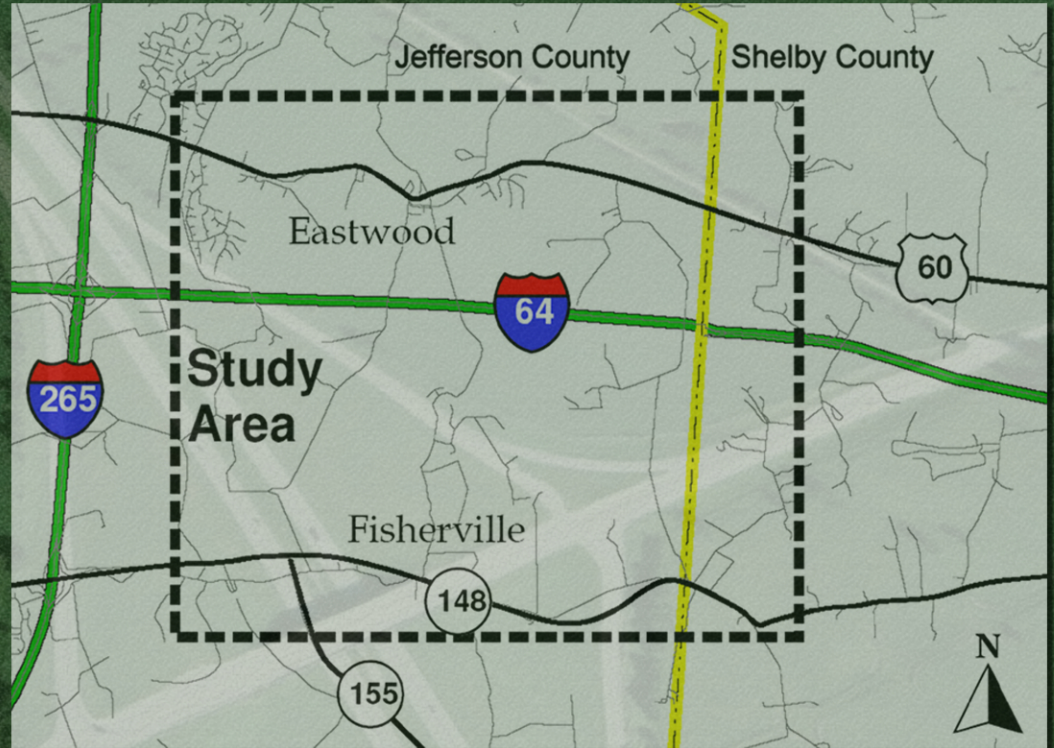 Jefferson County
Shelby County
Eastwood
60
64
Study
Area
265
Fisherville
148
155
N